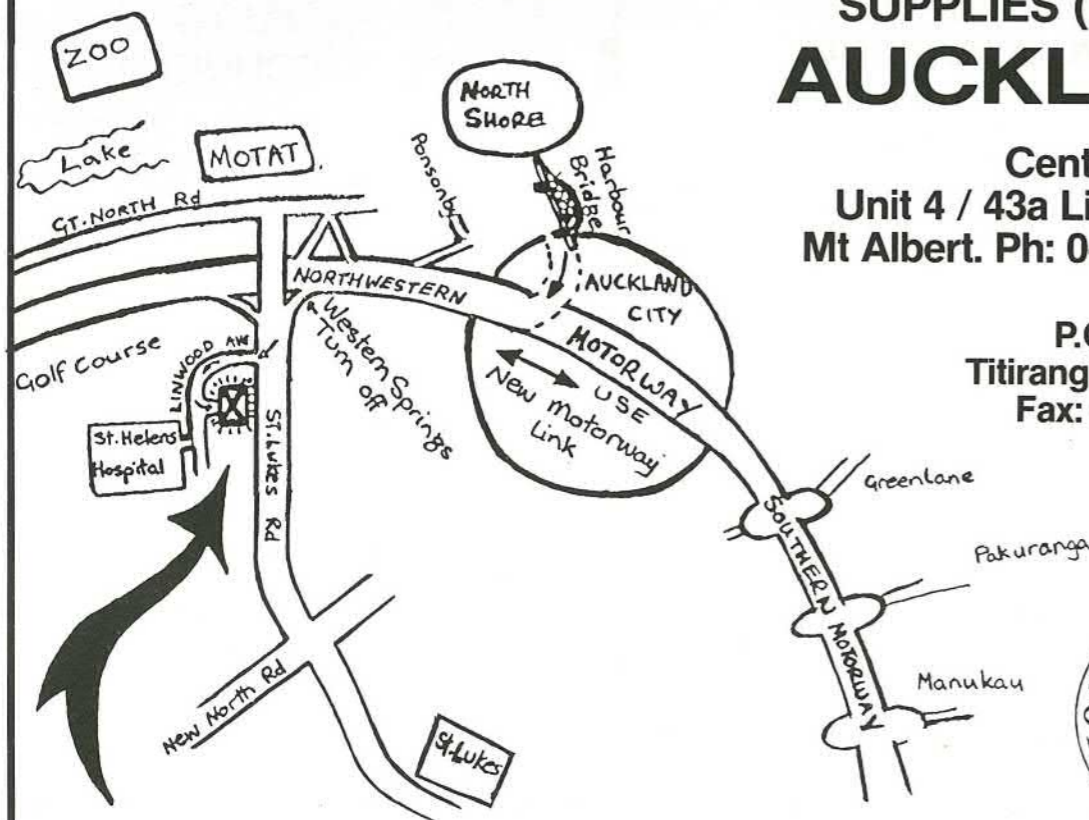 SUPPLIES (
AUCKL
Cent
Unit 4 / 43a Li
Mt Albert. Ph: 0
P.O
Titirang
Fax:
ZOO
Lake
MOTAT
GT. NORTH Rd
NORTH
SHORE
Ponsonby
Harbour
Bridge
NORTHWESTERN
MOTORWAY
AUCKLAND
CITY
Western Springs
Turn off
USE
New Motorway
Link
Golf Course
LINWOOD AVE
St. Helens
Hospital
ST. LUKES Rd
New North Rd
St. Lukes
SOUTHERN MOTORWAY
Greenlane
Pakuranga
Manukau